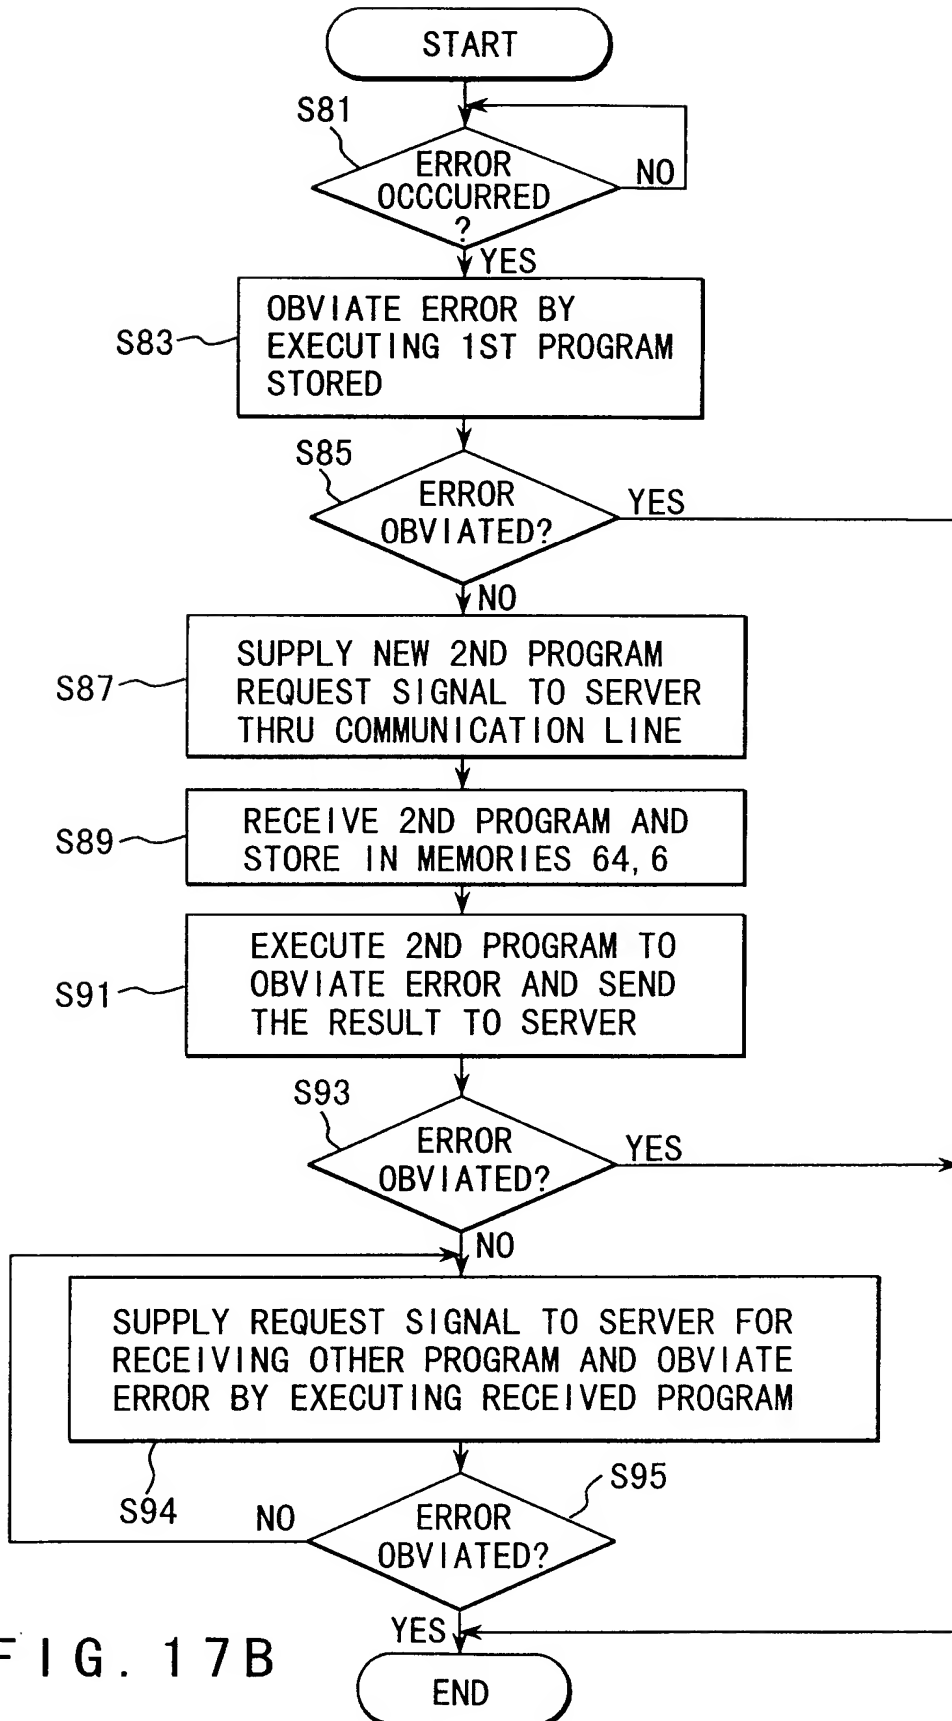 START
S81
ERROR
OCCCURRED
?
NO
YES
S83
OBVIATE ERROR BY
EXECUTING 1ST PROGRAM
STORED
S85
ERROR
OBVIATED?
YES
NO
S87
SUPPLY NEW 2ND PROGRAM
REQUEST SIGNAL TO SERVER
THRU COMMUNICATION LINE
S89
RECEIVE 2ND PROGRAM AND
STORE IN MEMORIES 64, 6
S91
EXECUTE 2ND PROGRAM TO
OBVIATE ERROR AND SEND
THE RESULT TO SERVER
S93
ERROR
OBVIATED?
YES
NO
SUPPLY REQUEST SIGNAL TO SERVER FOR
RECEIVING OTHER PROGRAM AND OBVIATE
ERROR BY EXECUTING RECEIVED PROGRAM
S94
S95
NO
ERROR
OBVIATED?
YES
FIG. 17B
END